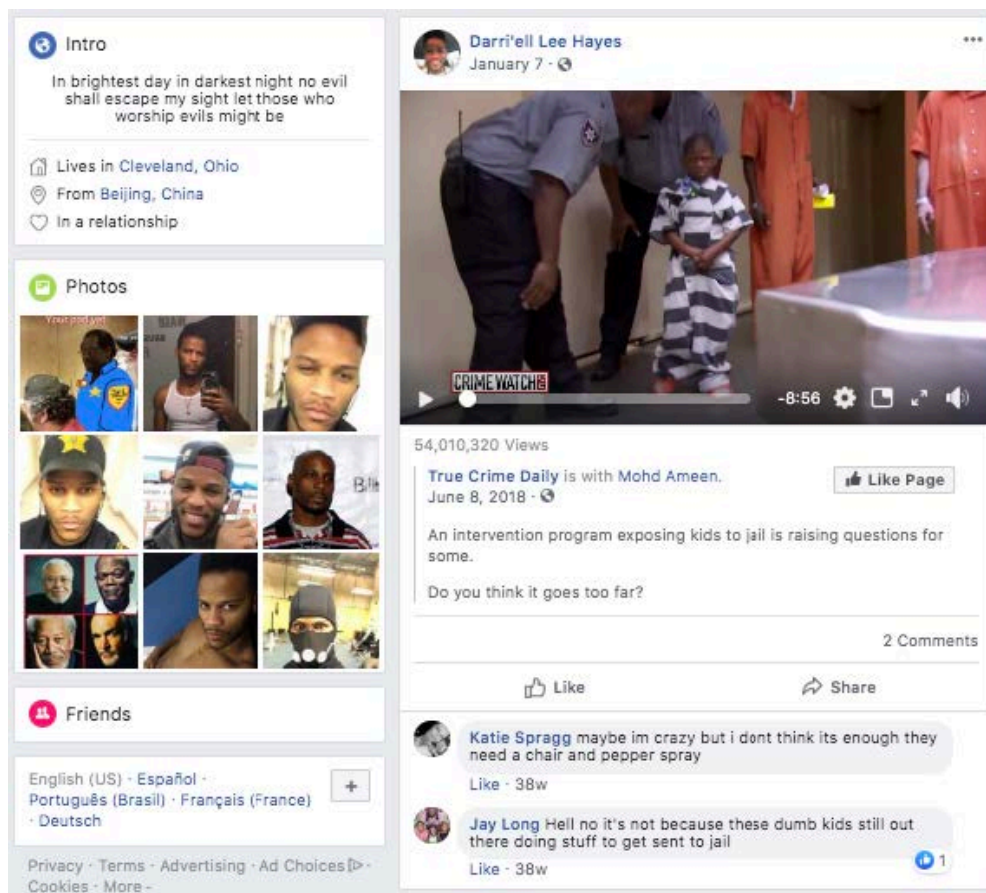 Intro
In brightest day in darkest night no evil
shall escape my sight let those who
worship evils might be
Lives in Cleveland, Ohio
From Beijing, China
In a relationship
Photos
Your pod yet
Friends
English (US) · Español ·
Português (Brasil) · Français (France)
· Deutsch
+
Privacy · Terms · Advertising · Ad Choices ·
Cookies · More
Darri'ell Lee Hayes
January 7 ·
CRIME WATCH
-8:56
54,010,320 Views
True Crime Daily is with Mohd Ameen.
June 8, 2018 ·
Like Page
An intervention program exposing kids to jail is raising questions for
some.
Do you think it goes too far?
2 Comments
Like
Share
Katie Spragg maybe im crazy but i dont think its enough they
need a chair and pepper spray
Like · 38w
Jay Long Hell no it's not because these dumb kids still out
there doing stuff to get sent to jail
1
Like · 38w